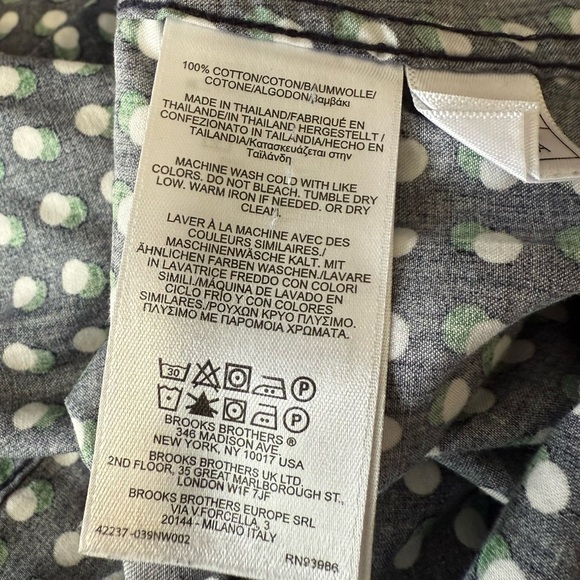 100% COTTON/COTON/BAUMWOLLE/
COTONE/ALGODON/Βαμβάκι
MADE IN THAILAND/FABRIQUÉ EN
THAILANDE/IN THAILAND HERGESTELLT/
CONFEZIONATO IN TAILANDIA/HECHO EN
TAILANDIA/Κατασκευάζεται στην
Ταϊλάνδη
MACHINE WASH COLD WITH LIKE
COLORS. DO NOT BLEACH. TUMBLE DRY
LOW. WARM IRON IF NEEDED. OR DRY
CLEAN.
LAVER À LA MACHINE AVEC DES
COULEURS SIMILAIRES./
MASCHINENWÄSCHE KALT. MIT
ÄHNLICHEN FARBEN WASCHEN./LAVARE
IN LAVATRICE FREDDO CON COLORI
SIMILI./MÁQUINA DE LAVADO EN
CICLO FRÍO Y CON COLORES
SIMILARES./ΡΟΥΧΩΝ ΚΡΥΟ ΠΛΥΣΙΜΟ.
ΠΛΥΣΙΜΟ ΜΕ ΠΑΡΟΜΟΙΑ ΧΡΩΜΑΤΑ.
30 P
P
BROOKS BROTHERS ®
346 MADISON AVE.
NEW YORK, NY 10017 USA
BROOKS BROTHERS UK LTD.
2ND FLOOR, 35 GREAT MARLBOROUGH ST.,
LONDON W1F 7JF
BROOKS BROTHERS EUROPE SRL
VIA V.FORCELLA, 3
20144 - MILANO ITALY
42237-039NW002 RN93986